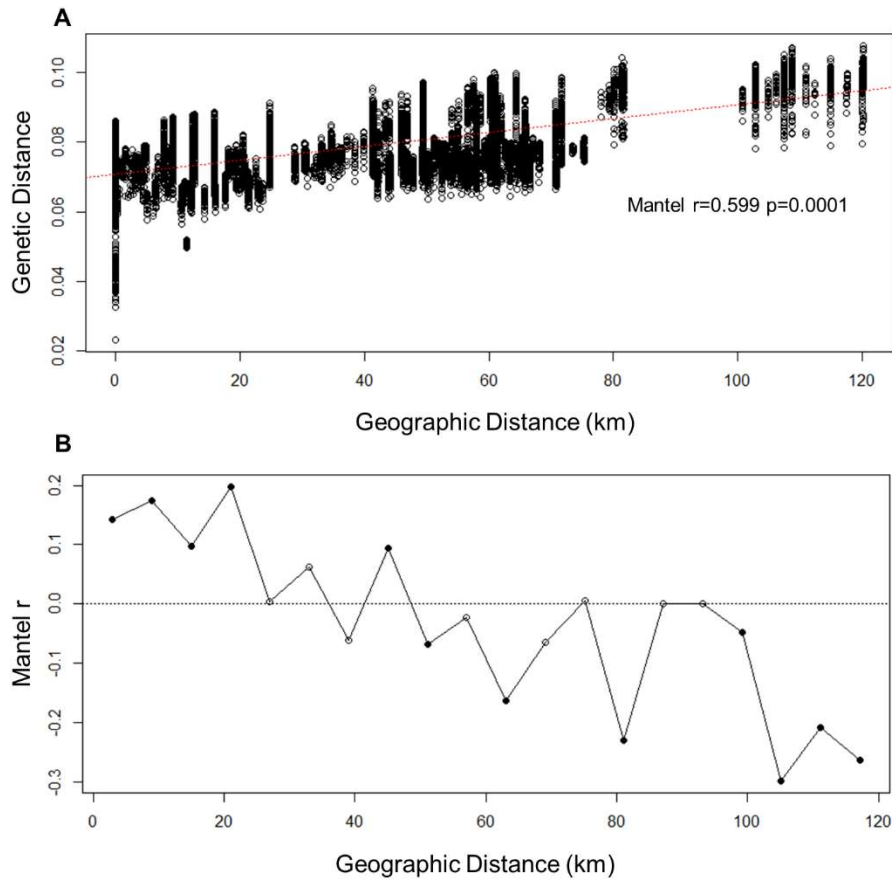 A
Genetic Distance
0.10
0.08
0.06
0.04
0.02
Mantel r=0.599 p=0.0001
0 20 40 60 80 100 120
Geographic Distance (km)
B
Mantel r
0.2
0.1
0.0
-0.1
-0.2
-0.3
0 20 40 60 80 100 120
Geographic Distance (km)